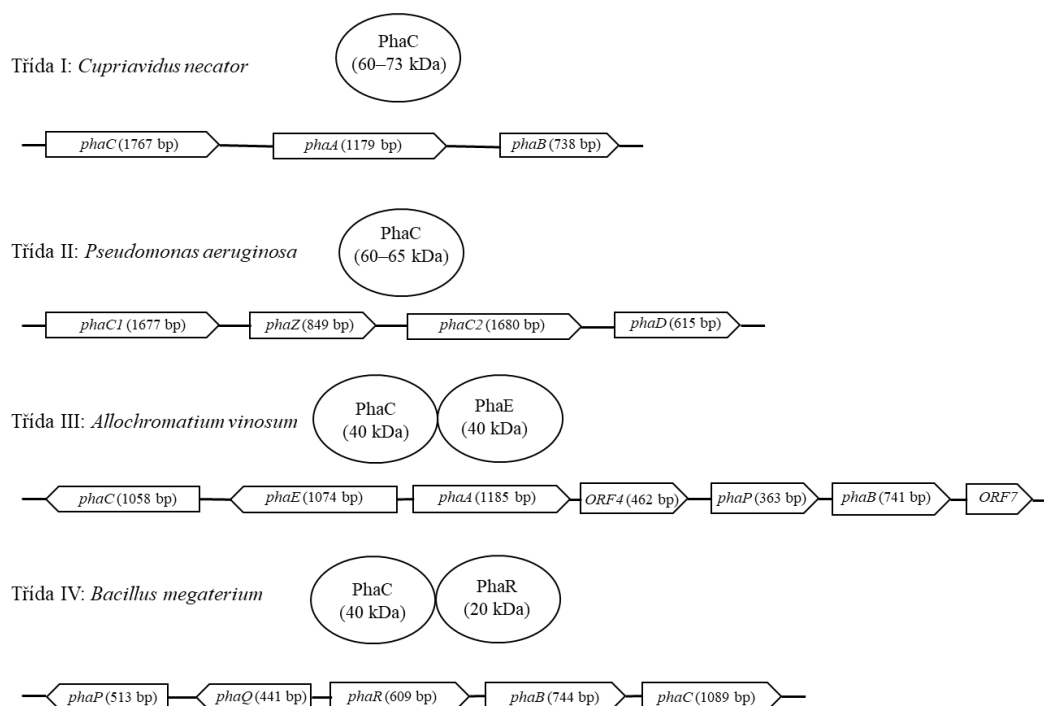 PhaC
(60–73 kDa)
Třída I: Cupriavidus necator
phaC (1767 bp) phaA (1179 bp) phaB (738 bp)
PhaC
(60–65 kDa)
Třída II: Pseudomonas aeruginosa
phaC1 (1677 bp) phaZ (849 bp) phaC2 (1680 bp) phaD (615 bp)
PhaC PhaE
(40 kDa) (40 kDa)
Třída III: Allochromatium vinosum
phaC (1058 bp) phaE (1074 bp) phaA (1185 bp) ORF4 (462 bp) phaP (363 bp) phaB (741 bp) ORF7
PhaC PhaR
(40 kDa) (20 kDa)
Třída IV: Bacillus megaterium
phaP (513 bp) phaQ (441 bp) phaR (609 bp) phaB (744 bp) phaC (1089 bp)